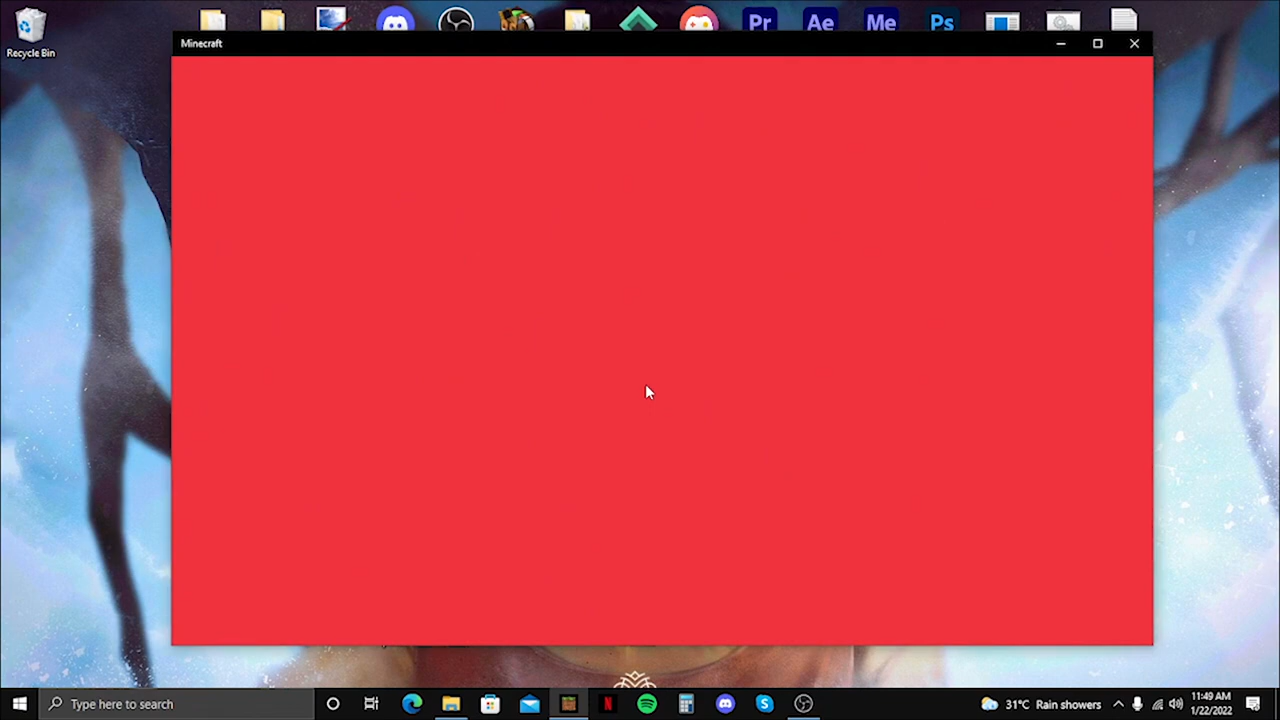 Pr
Ae
Me
Ps
Recycle Bin
Minecraft
Type here to search
N
31°C Rain showers
11:49 AM
1/22/2022